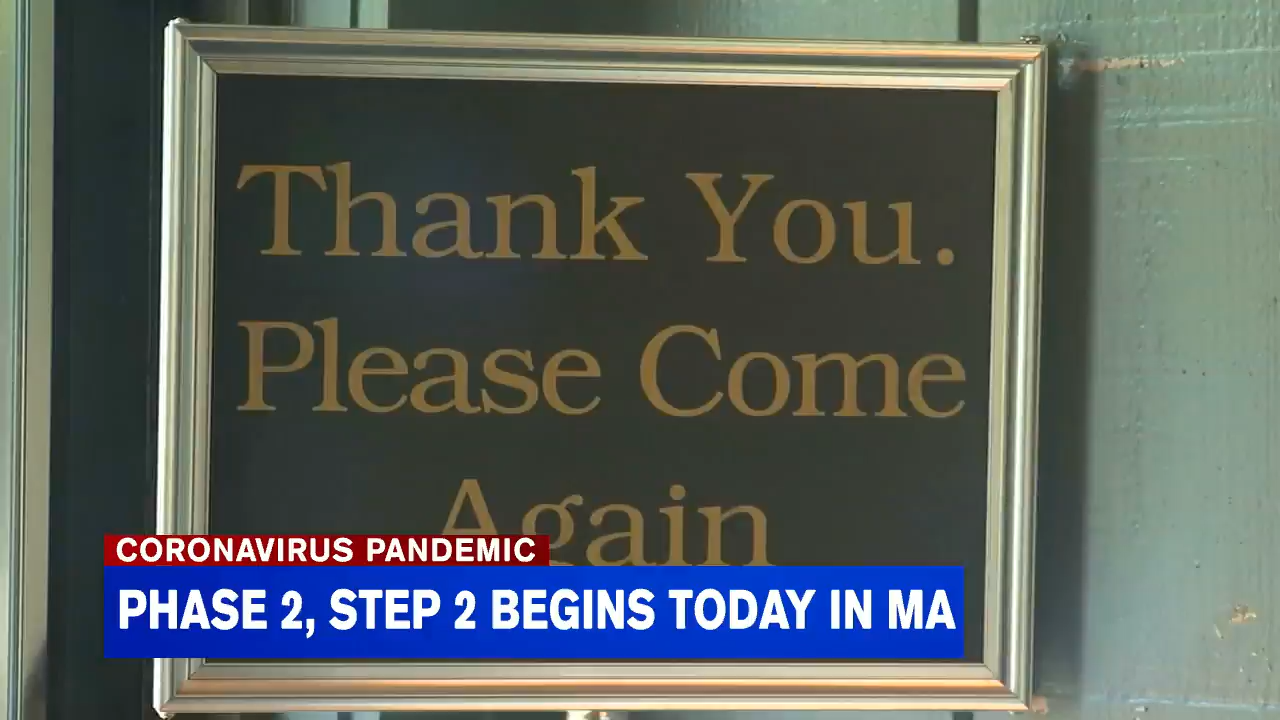 Thank You.
Please Come
Again
CORONAVIRUS PANDEMIC
PHASE 2, STEP 2 BEGINS TODAY IN MA